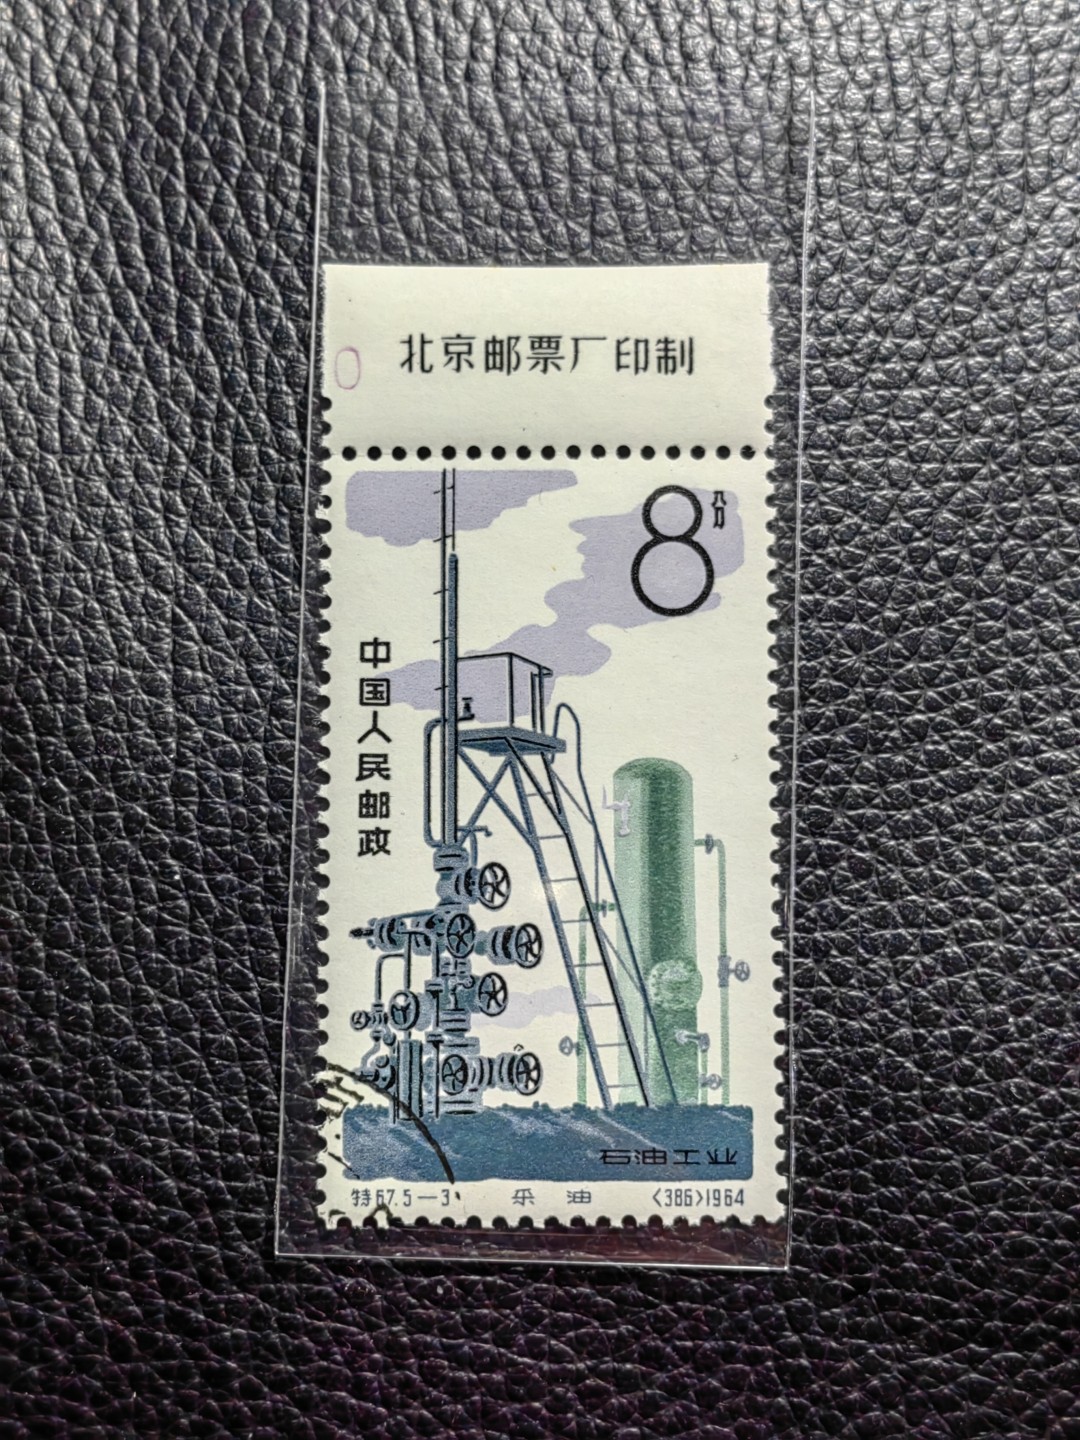 北京邮票厂印制
0
8分
中国人民邮政
石油工业
特67.5—3 采油 〈386〉1964